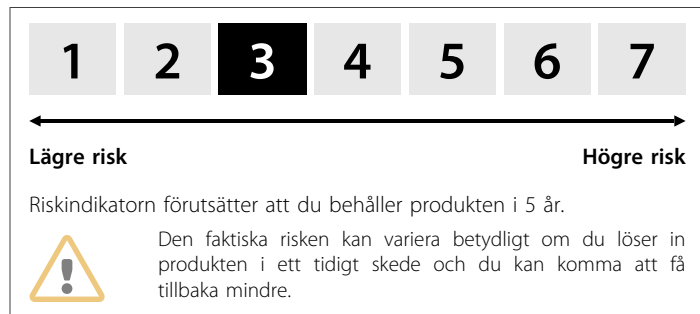 1 2 3 4 5 6 7
Lägre risk Högre risk
Riskindikatorn förutsätter att du behåller produkten i 5 år.
Den faktiska risken kan variera betydligt om du löser in
produkten i ett tidigt skede och du kan komma att få
tillbaka mindre.